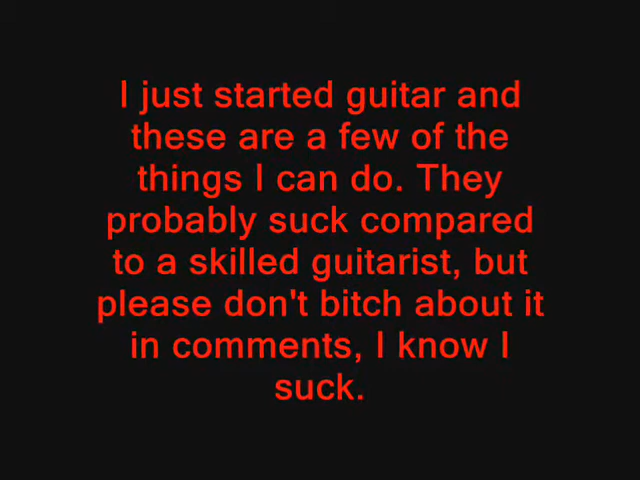 I just started guitar and
these are a few of the
things I can do. They
probably suck compared
to a skilled guitarist, but
please don't bitch about it
in comments, I know I
suck.